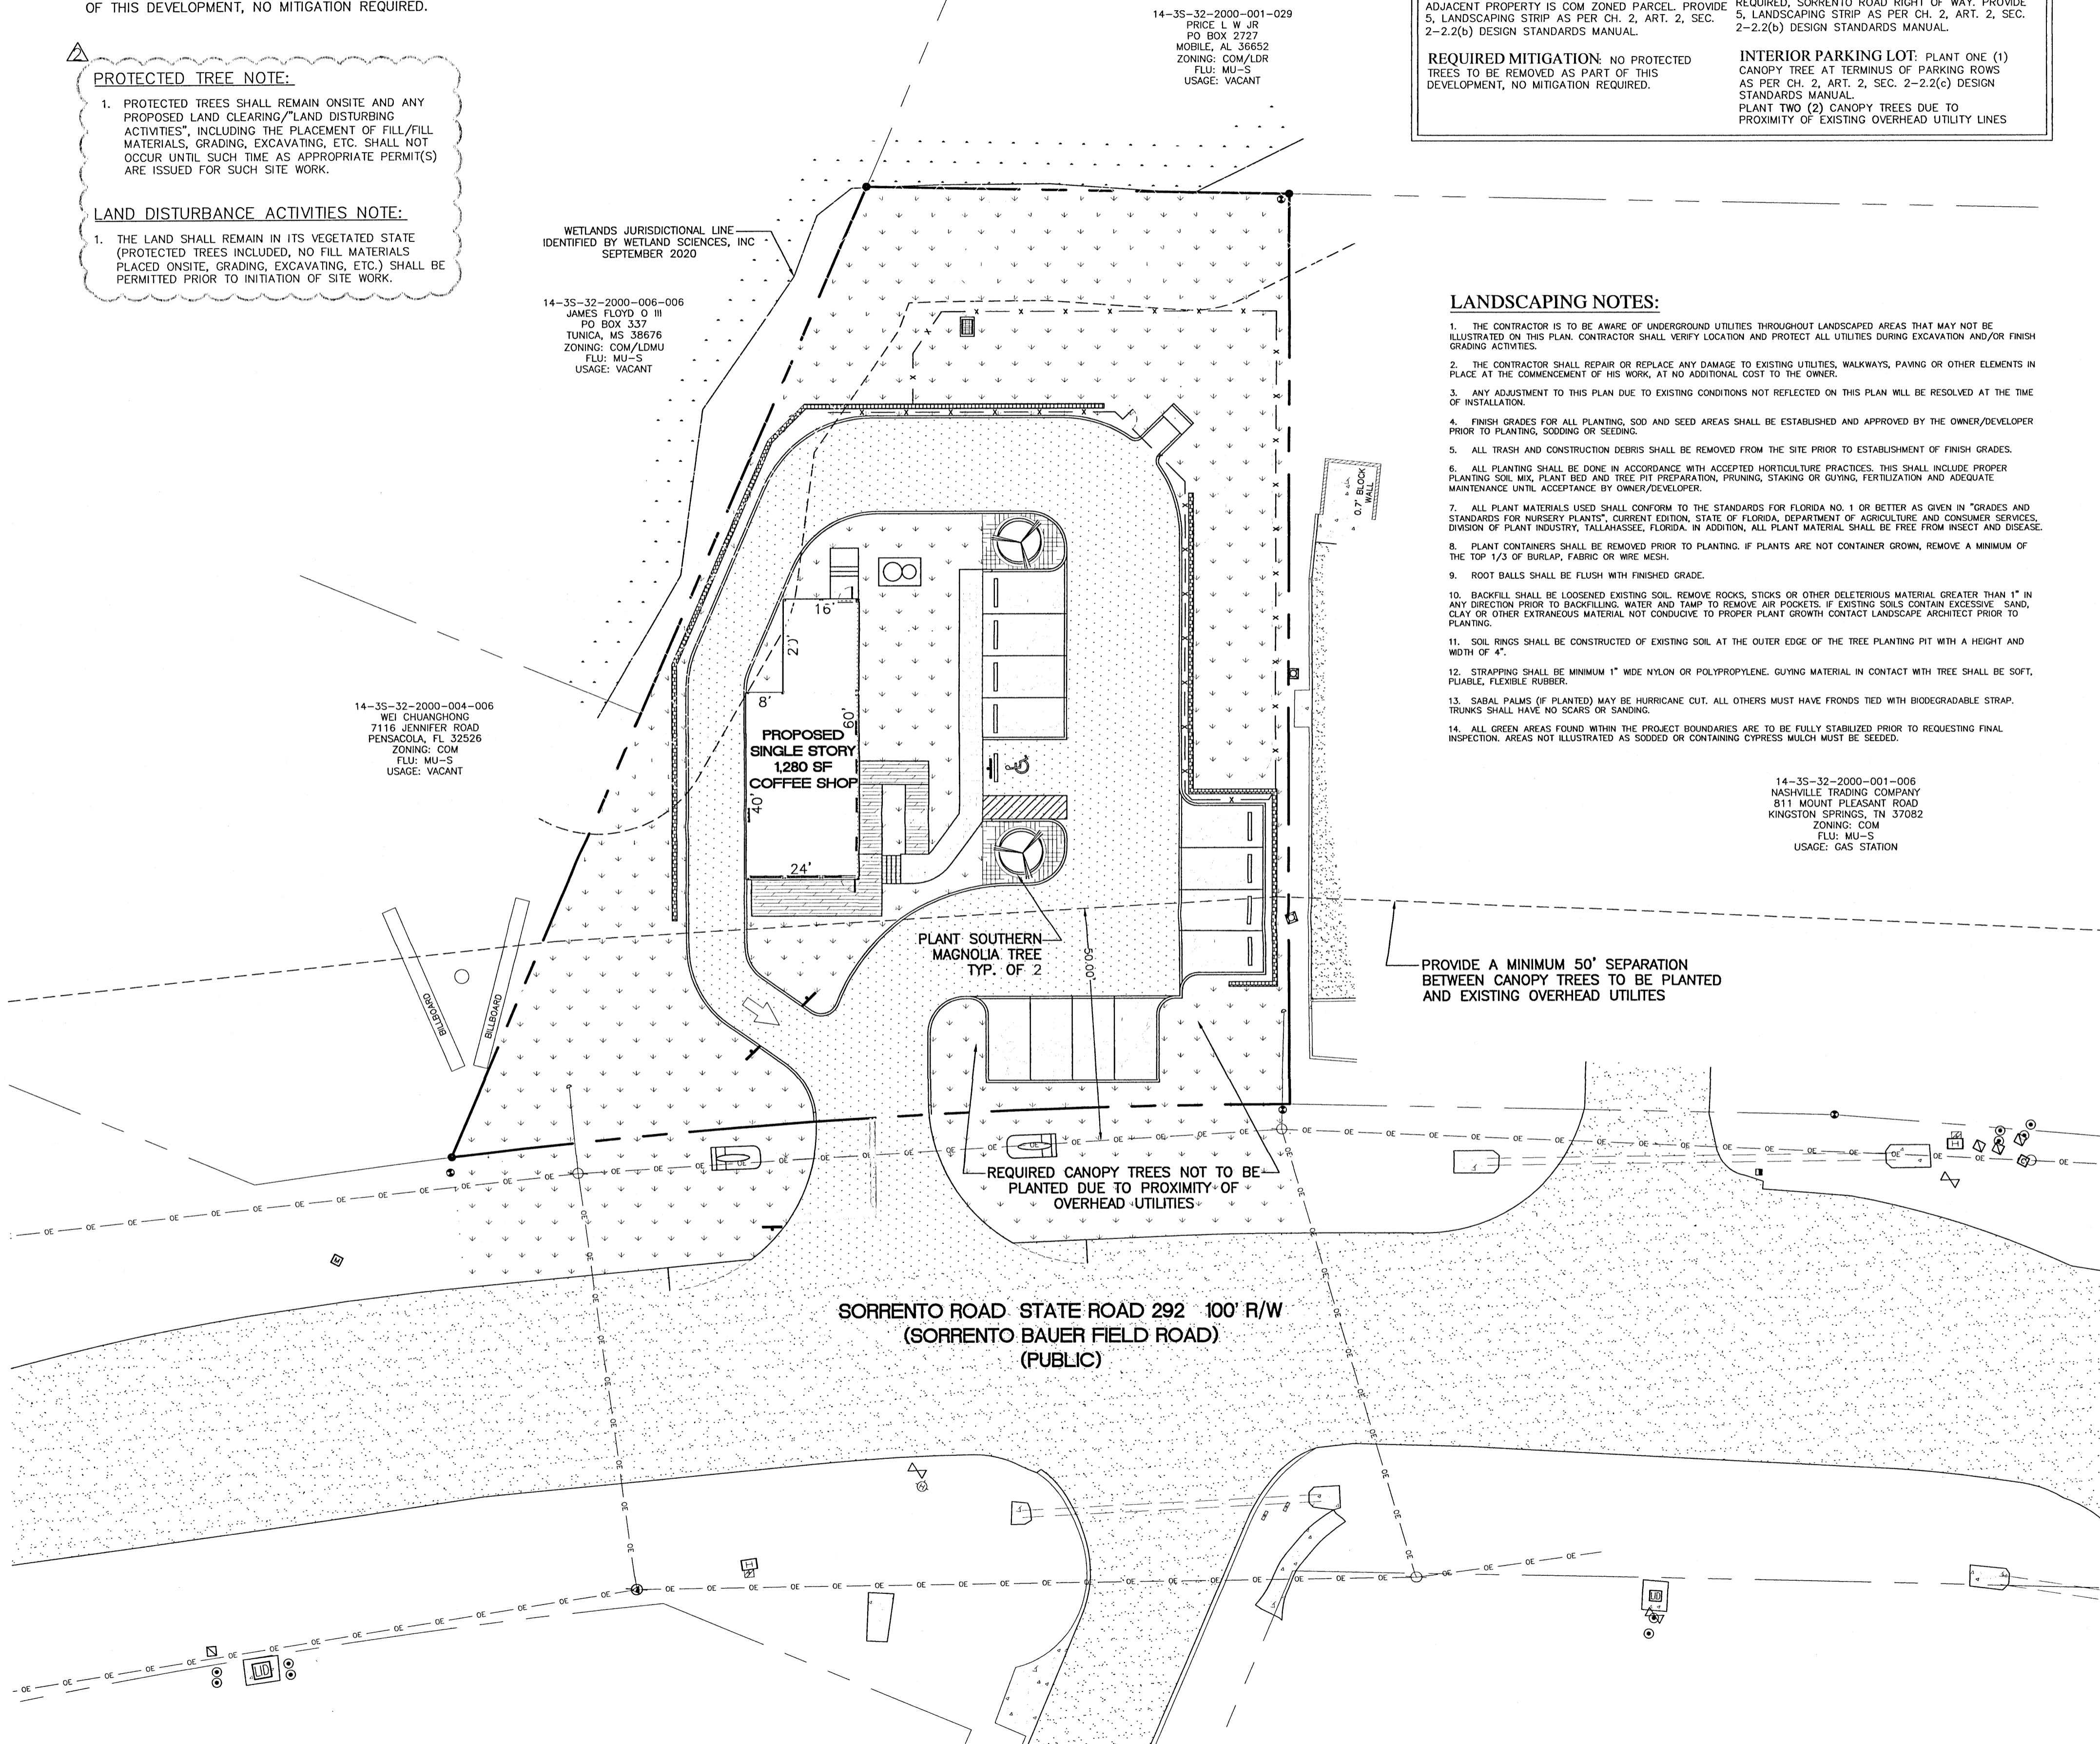 OF THIS DEVELOPMENT, NO MITIGATION REQUIRED.
2
PROTECTED TREE NOTE:
1. PROTECTED TREES SHALL REMAIN ONSITE AND ANY
PROPOSED LAND CLEARING/"LAND DISTURBING
ACTIVITIES", INCLUDING THE PLACEMENT OF FILL/FILL
MATERIALS, GRADING, EXCAVATING, ETC. SHALL NOT
OCCUR UNTIL SUCH TIME AS APPROPRIATE PERMIT(S)
ARE ISSUED FOR SUCH SITE WORK.
LAND DISTURBANCE ACTIVITIES NOTE:
1. THE LAND SHALL REMAIN IN ITS VEGETATED STATE
(PROTECTED TREES INCLUDED, NO FILL MATERIALS
PLACED ONSITE, GRADING, EXCAVATING, ETC.) SHALL BE
PERMITTED PRIOR TO INITIATION OF SITE WORK.
14-3S-32-2000-001-029
PRICE L W JR
PO BOX 2727
MOBILE, AL 36652
ZONING: COM/LDR
FLU: MU-S
USAGE: VACANT
ADJACENT PROPERTY IS COM ZONED PARCEL. PROVIDE
5, LANDSCAPING STRIP AS PER CH. 2, ART. 2, SEC.
2-2.2(b) DESIGN STANDARDS MANUAL.
REQUIRED MITIGATION: NO PROTECTED
TREES TO BE REMOVED AS PART OF THIS
DEVELOPMENT, NO MITIGATION REQUIRED.
REQUIRED, SORRENTO ROAD RIGHT OF WAY. PROVIDE
5, LANDSCAPING STRIP AS PER CH. 2, ART. 2, SEC.
2-2.2(b) DESIGN STANDARDS MANUAL.
INTERIOR PARKING LOT: PLANT ONE (1)
CANOPY TREE AT TERMINUS OF PARKING ROWS
AS PER CH. 2, ART. 2, SEC. 2-2.2(c) DESIGN
STANDARDS MANUAL.
PLANT TWO (2) CANOPY TREES DUE TO
PROXIMITY OF EXISTING OVERHEAD UTILITY LINES
WETLANDS JURISDICTIONAL LINE
IDENTIFIED BY WETLAND SCIENCES, INC
SEPTEMBER 2020
14-3S-32-2000-006-006
JAMES FLOYD O III
PO BOX 337
TUNICA, MS 38676
ZONING: COM/LDMU
FLU: MU-S
USAGE: VACANT
14-3S-32-2000-004-006
WEI CHUANGHONG
7116 JENNIFER ROAD
PENSACOLA, FL 32526
ZONING: COM
FLU: MU-S
USAGE: VACANT
LANDSCAPING NOTES:
1. THE CONTRACTOR IS TO BE AWARE OF UNDERGROUND UTILITIES THROUGHOUT LANDSCAPED AREAS THAT MAY NOT BE
ILLUSTRATED ON THIS PLAN. CONTRACTOR SHALL VERIFY LOCATION AND PROTECT ALL UTILITIES DURING EXCAVATION AND/OR FINISH
GRADING ACTIVITIES.
2. THE CONTRACTOR SHALL REPAIR OR REPLACE ANY DAMAGE TO EXISTING UTILITIES, WALKWAYS, PAVING OR OTHER ELEMENTS IN
PLACE AT THE COMMENCEMENT OF HIS WORK, AT NO ADDITIONAL COST TO THE OWNER.
3. ANY ADJUSTMENT TO THIS PLAN DUE TO EXISTING CONDITIONS NOT REFLECTED ON THIS PLAN WILL BE RESOLVED AT THE TIME
OF INSTALLATION.
4. FINISH GRADES FOR ALL PLANTING, SOD AND SEED AREAS SHALL BE ESTABLISHED AND APPROVED BY THE OWNER/DEVELOPER
PRIOR TO PLANTING, SODDING OR SEEDING.
5. ALL TRASH AND CONSTRUCTION DEBRIS SHALL BE REMOVED FROM THE SITE PRIOR TO ESTABLISHMENT OF FINISH GRADES.
6. ALL PLANTING SHALL BE DONE IN ACCORDANCE WITH ACCEPTED HORTICULTURE PRACTICES. THIS SHALL INCLUDE PROPER
PLANTING SOIL MIX, PLANT BED AND TREE PIT PREPARATION, PRUNING, STAKING OR GUYING, FERTILIZATION AND ADEQUATE
MAINTENANCE UNTIL ACCEPTANCE BY OWNER/DEVELOPER.
7. ALL PLANT MATERIALS USED SHALL CONFORM TO THE STANDARDS FOR FLORIDA NO. 1 OR BETTER AS GIVEN IN "GRADES AND
STANDARDS FOR NURSERY PLANTS", CURRENT EDITION, STATE OF FLORIDA, DEPARTMENT OF AGRICULTURE AND CONSUMER SERVICES,
DIVISION OF PLANT INDUSTRY, TALLAHASSEE, FLORIDA. IN ADDITION, ALL PLANT MATERIAL SHALL BE FREE FROM INSECT AND DISEASE.
8. PLANT CONTAINERS SHALL BE REMOVED PRIOR TO PLANTING. IF PLANTS ARE NOT CONTAINER GROWN, REMOVE A MINIMUM OF
THE TOP 1/3 OF BURLAP, FABRIC OR WIRE MESH.
9. ROOT BALLS SHALL BE FLUSH WITH FINISHED GRADE.
10. BACKFILL SHALL BE LOOSENED EXISTING SOIL. REMOVE ROCKS, STICKS OR OTHER DELETERIOUS MATERIAL GREATER THAN 1" IN
ANY DIRECTION PRIOR TO BACKFILLING. WATER AND TAMP TO REMOVE AIR POCKETS. IF EXISTING SOILS CONTAIN EXCESSIVE SAND,
CLAY OR OTHER EXTRANEOUS MATERIAL NOT CONDUCIVE TO PROPER PLANT GROWTH CONTACT LANDSCAPE ARCHITECT PRIOR TO
PLANTING.
11. SOIL RINGS SHALL BE CONSTRUCTED OF EXISTING SOIL AT THE OUTER EDGE OF THE TREE PLANTING PIT WITH A HEIGHT AND
WIDTH OF 4".
12. STRAPPING SHALL BE MINIMUM 1" WIDE NYLON OR POLYPROPYLENE. GUYING MATERIAL IN CONTACT WITH TREE SHALL BE SOFT,
PLIABLE, FLEXIBLE RUBBER.
13. SABAL PALMS (IF PLANTED) MAY BE HURRICANE CUT. ALL OTHERS MUST HAVE FRONDS TIED WITH BIODEGRADABLE STRAP.
TRUNKS SHALL HAVE NO SCARS OR SANDING.
14. ALL GREEN AREAS FOUND WITHIN THE PROJECT BOUNDARIES ARE TO BE FULLY STABILIZED PRIOR TO REQUESTING FINAL
INSPECTION. AREAS NOT ILLUSTRATED AS SODDED OR CONTAINING CYPRESS MULCH MUST BE SEEDED.
14-3S-32-2000-001-006
NASHVILLE TRADING COMPANY
811 MOUNT PLEASANT ROAD
KINGSTON SPRINGS, TN 37082
ZONING: COM
FLU: MU-S
USAGE: GAS STATION
0.7' BLOCK
WALL
16'
20'
8'
60'
PROPOSED
SINGLE STORY
1,280 SF
COFFEE SHOP
40'
24'
PLANT SOUTHERN
MAGNOLIA TREE
TYP. OF 2
50.00'
PROVIDE A MINIMUM 50' SEPARATION
BETWEEN CANOPY TREES TO BE PLANTED
AND EXISTING OVERHEAD UTILITES
BILLBOARD
BILLBOARD
REQUIRED CANOPY TREES NOT TO BE
PLANTED DUE TO PROXIMITY OF
OVERHEAD UTILITIES
SORRENTO ROAD STATE ROAD 292 100' R/W
(SORRENTO BAUER FIELD ROAD)
(PUBLIC)